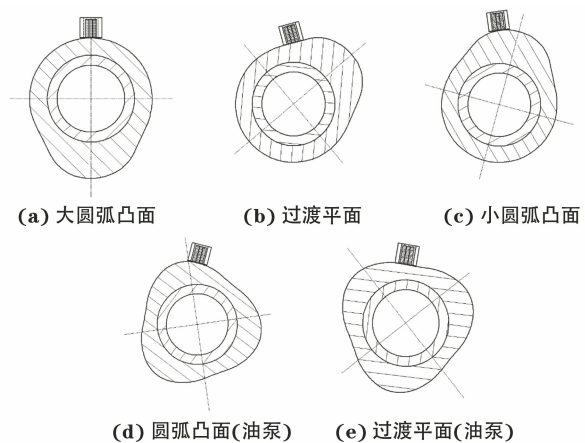 (a) 大圆弧凸面
(b) 过渡平面
(c) 小圆弧凸面
(d) 圆弧凸面(油泵)
(e) 过渡平面(油泵)